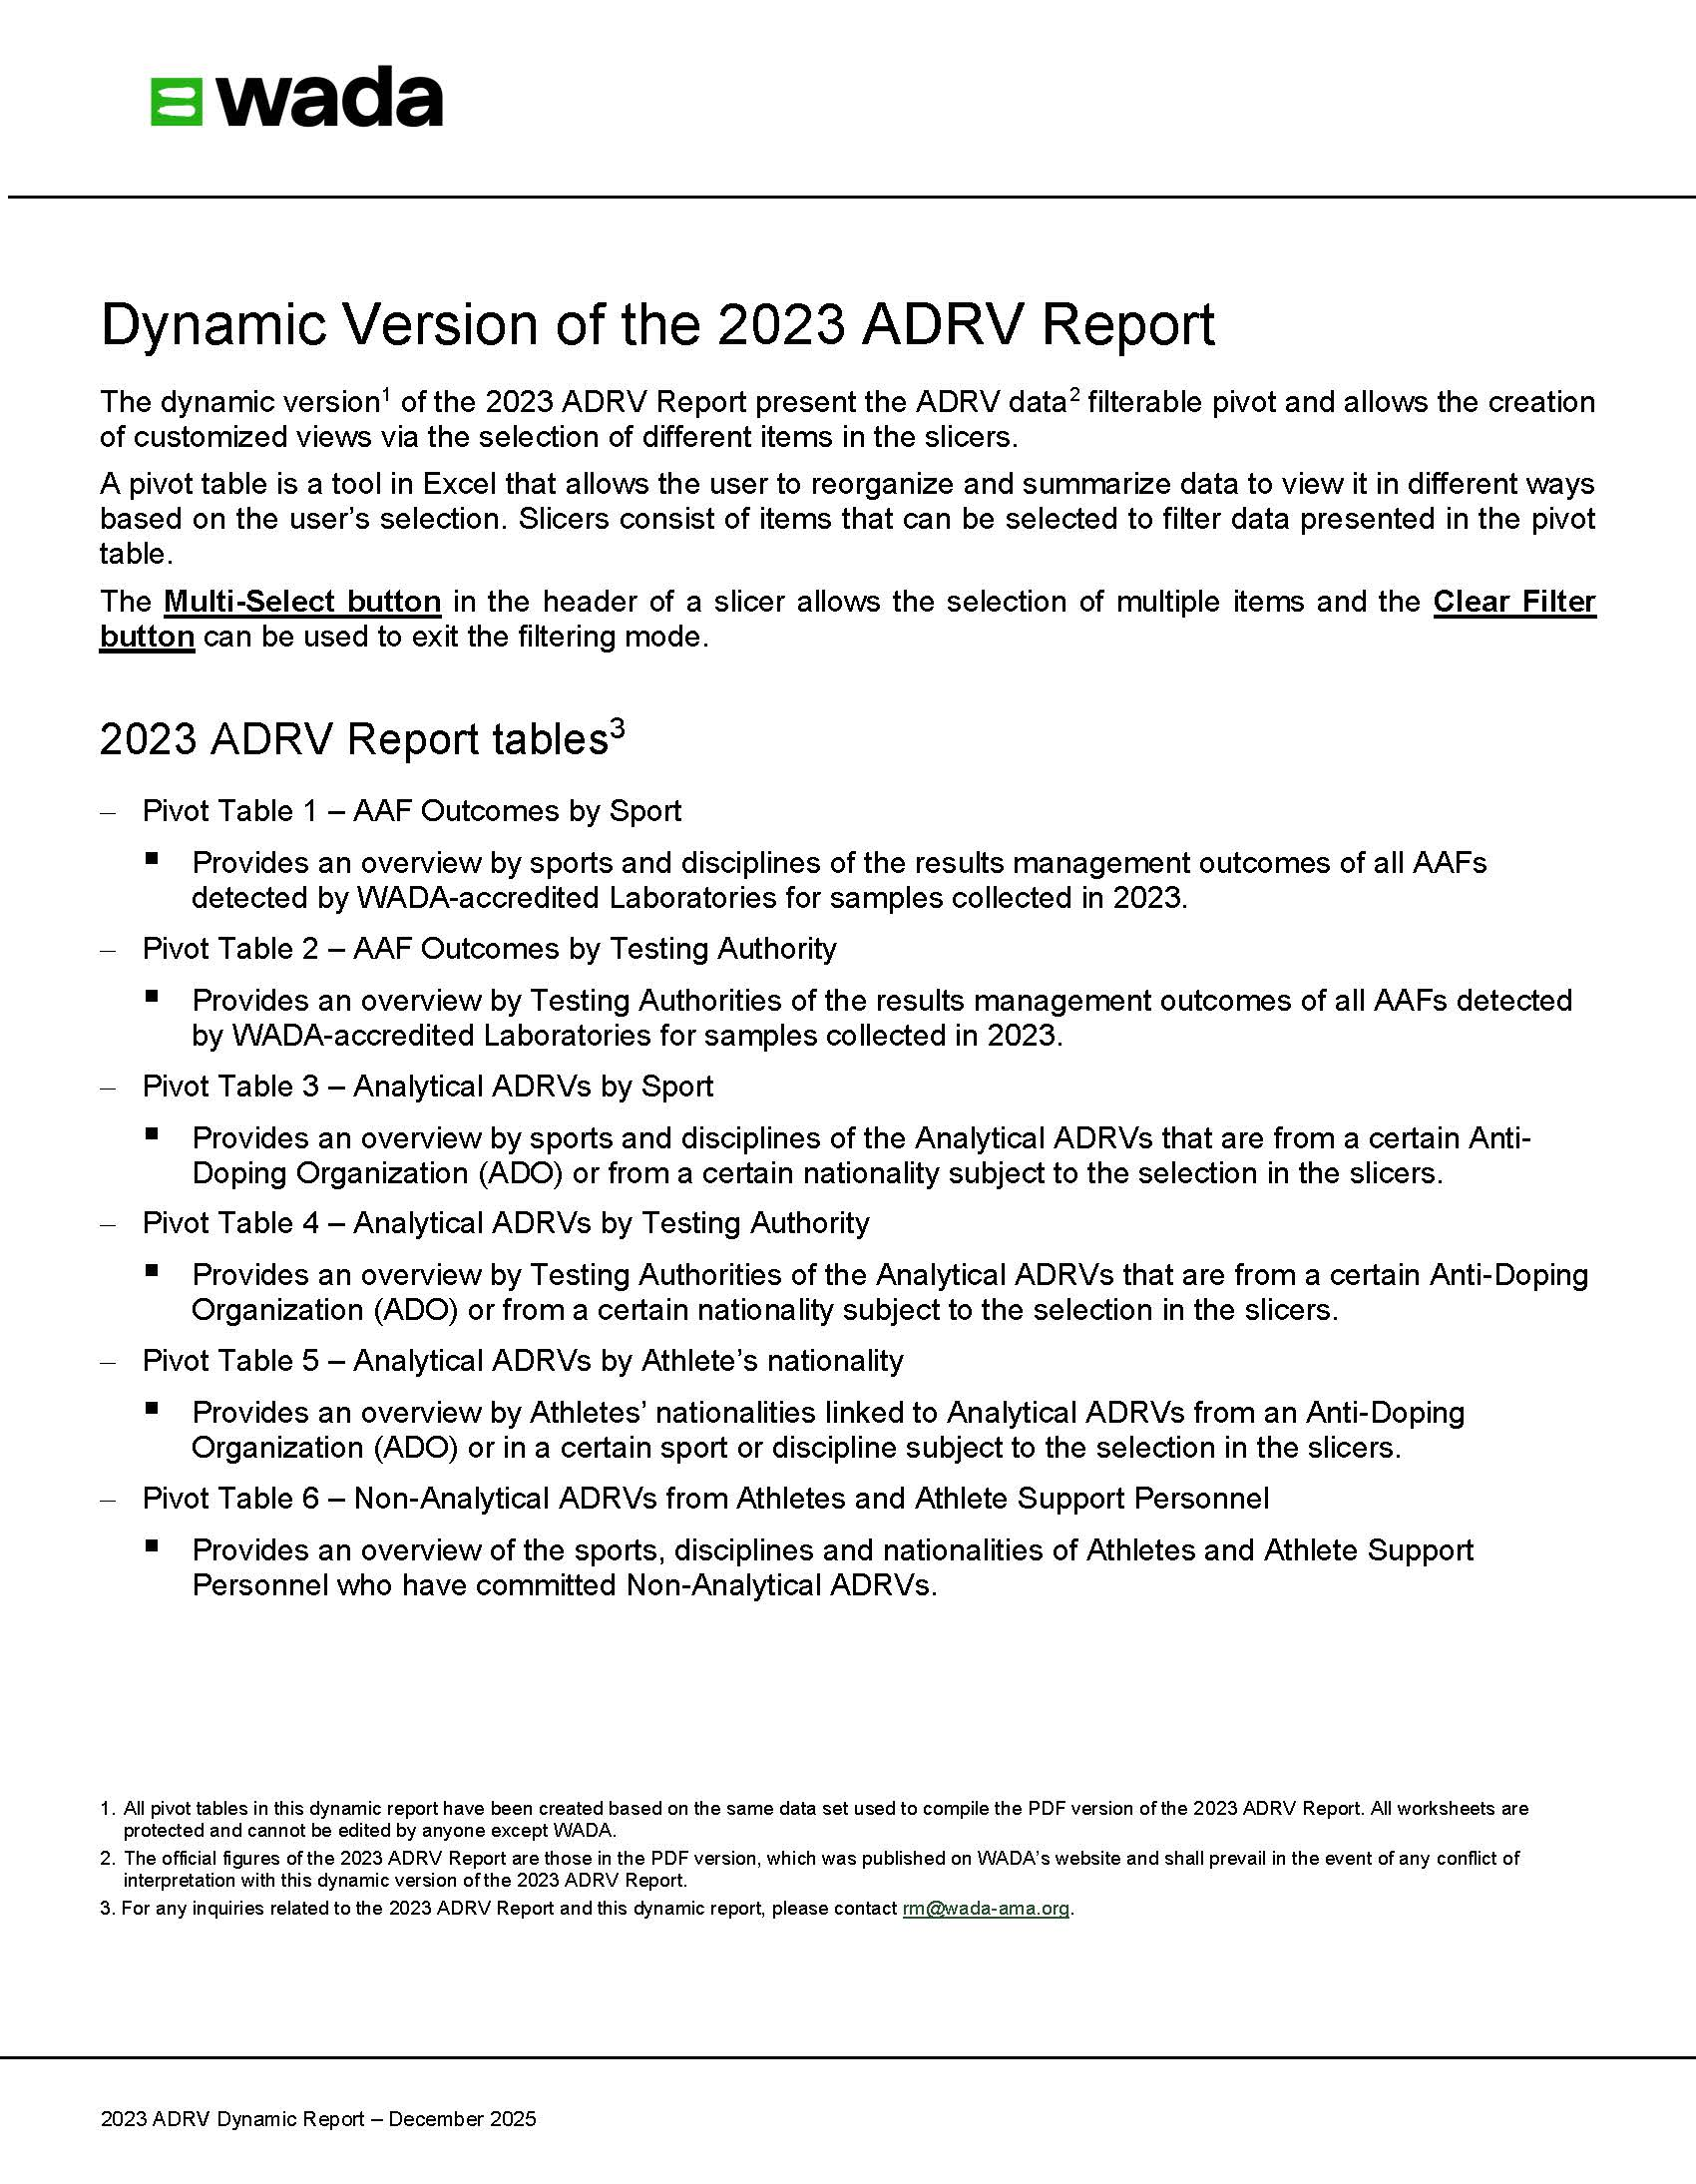 wada
Dynamic Version of the 2023 ADRV Report
The dynamic version1 of the 2023 ADRV Report present the ADRV data2 filterable pivot and allows the creation
of customized views via the selection of different items in the slicers.
A pivot table is a tool in Excel that allows the user to reorganize and summarize data to view it in different ways
based on the user’s selection. Slicers consist of items that can be selected to filter data presented in the pivot
table.
The Multi-Select button in the header of a slicer allows the selection of multiple items and the Clear Filter
button can be used to exit the filtering mode.
2023 ADRV Report tables3
– Pivot Table 1 – AAF Outcomes by Sport
▪ Provides an overview by sports and disciplines of the results management outcomes of all AAFs
detected by WADA-accredited Laboratories for samples collected in 2023.
– Pivot Table 2 – AAF Outcomes by Testing Authority
▪ Provides an overview by Testing Authorities of the results management outcomes of all AAFs detected
by WADA-accredited Laboratories for samples collected in 2023.
– Pivot Table 3 – Analytical ADRVs by Sport
▪ Provides an overview by sports and disciplines of the Analytical ADRVs that are from a certain Anti-
Doping Organization (ADO) or from a certain nationality subject to the selection in the slicers.
– Pivot Table 4 – Analytical ADRVs by Testing Authority
▪ Provides an overview by Testing Authorities of the Analytical ADRVs that are from a certain Anti-Doping
Organization (ADO) or from a certain nationality subject to the selection in the slicers.
– Pivot Table 5 – Analytical ADRVs by Athlete’s nationality
▪ Provides an overview by Athletes’ nationalities linked to Analytical ADRVs from an Anti-Doping
Organization (ADO) or in a certain sport or discipline subject to the selection in the slicers.
– Pivot Table 6 – Non-Analytical ADRVs from Athletes and Athlete Support Personnel
▪ Provides an overview of the sports, disciplines and nationalities of Athletes and Athlete Support
Personnel who have committed Non-Analytical ADRVs.
1. All pivot tables in this dynamic report have been created based on the same data set used to compile the PDF version of the 2023 ADRV Report. All worksheets are
protected and cannot be edited by anyone except WADA.
2. The official figures of the 2023 ADRV Report are those in the PDF version, which was published on WADA’s website and shall prevail in the event of any conflict of
interpretation with this dynamic version of the 2023 ADRV Report.
3. For any inquiries related to the 2023 ADRV Report and this dynamic report, please contact rm@wada-ama.org.
2023 ADRV Dynamic Report – December 2025